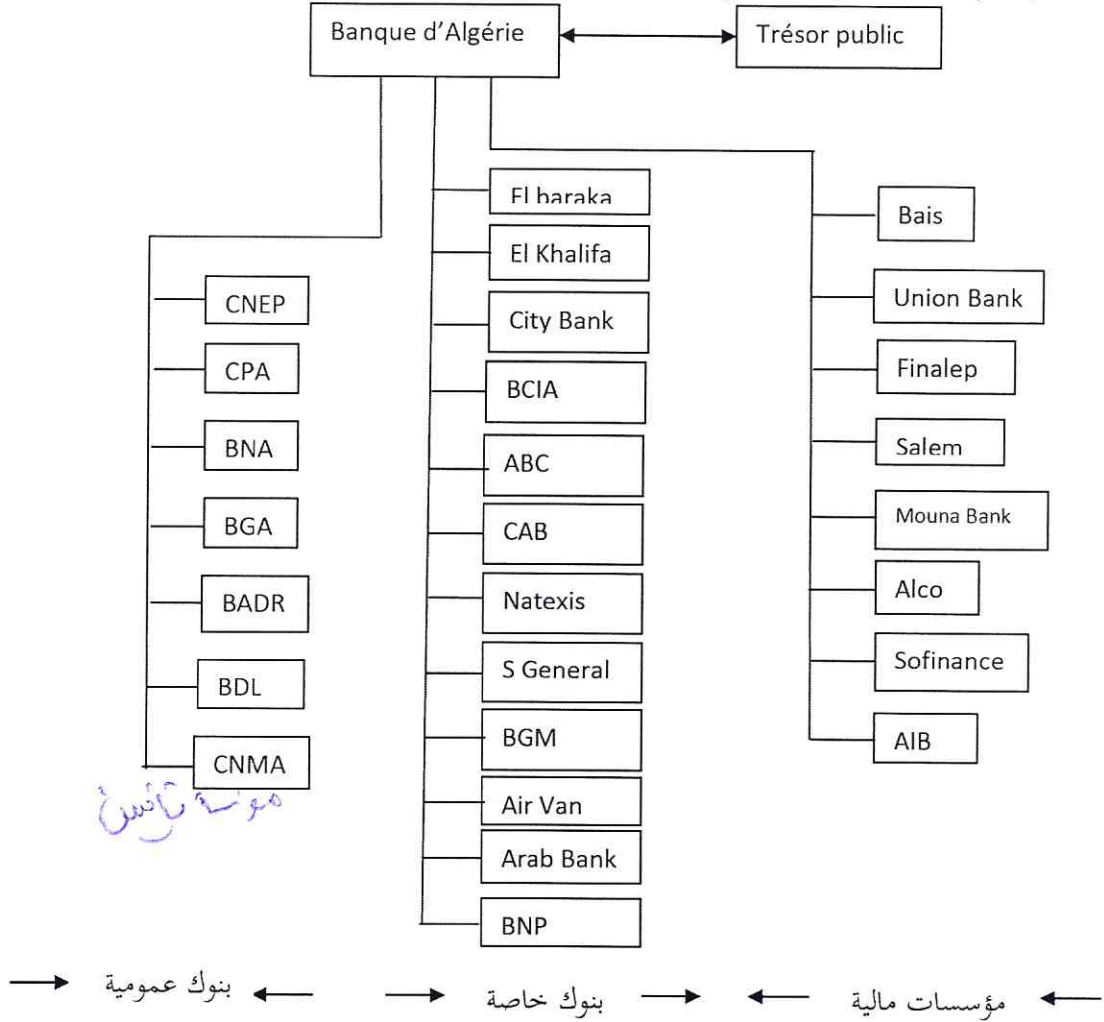 Banque d'Algérie
Trésor public
CNEP
CPA
BNA
BGA
BADR
BDL
CNMA
El baraka
El Khalifa
City Bank
BCIA
ABC
CAB
Natexis
S General
BGM
Air Van
Arab Bank
BNP
Bais
Union Bank
Finalep
Salem
Mouna Bank
Alco
Sofinance
AIB
بنوك عمومية
بنوك خاصة
مؤسسات مالية